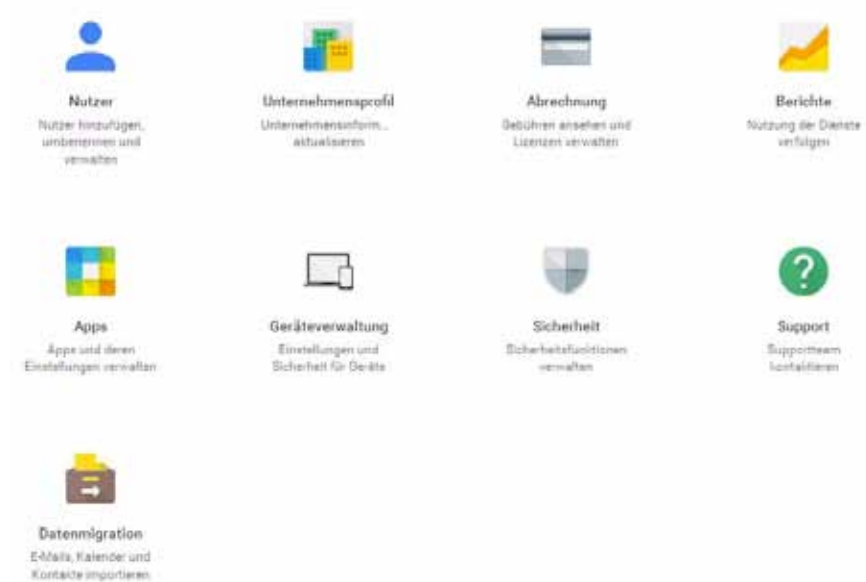 Nutzer
Nutzer hinzufügen,
umbenennen und
verwalten
Unternehmensprofil
Unternehmensinform...
aktualisieren
Abrechnung
Gebühren ansehen und
Lizenzen verwalten
Berichte
Nutzung der Dienste
verfolgen
Apps
Apps und deren
Einstellungen verwalten
Geräteverwaltung
Einstellungen und
Sicherheit für Geräte
Sicherheit
Sicherheitsfunktionen
verwalten
Support
Supportteam
kontaktieren
Datenmigration
E-Mails, Kalender und
Kontakte importieren